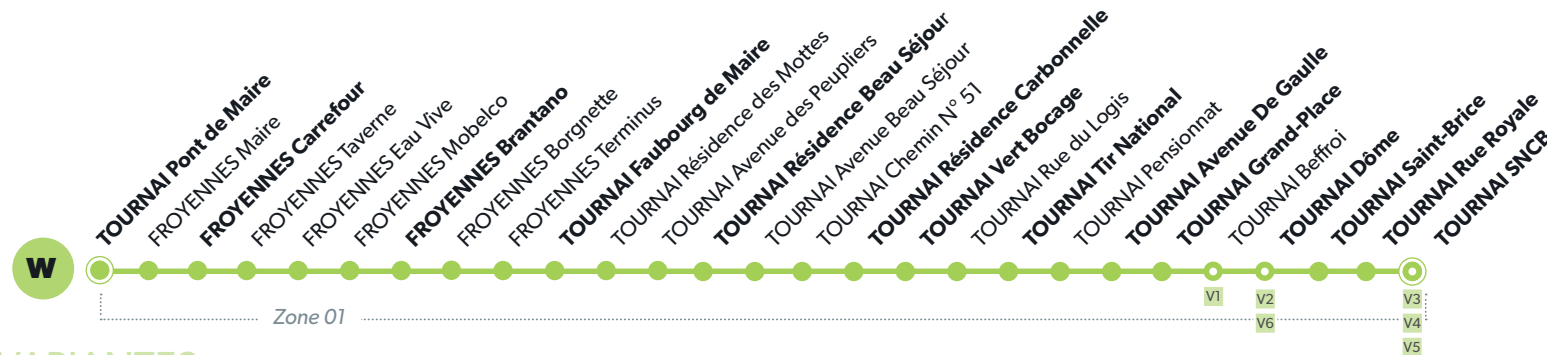 TOURNAI Pont de Maire
FROYENNES Maire
FROYENNES Carrefour
FROYENNES Taverne
FROYENNES Eau Vive
FROYENNES Mobelco
FROYENNES Brantano
FROYENNES Borgnette
FROYENNES Terminus
TOURNAI Faubourg de Maire
TOURNAI Résidence des Mottes
TOURNAI Avenue des Peupliers
TOURNAI Résidence Beau Séjour
TOURNAI Avenue Beau Séjour
TOURNAI Chemin N° 51
TOURNAI Résidence Carbonnelle
TOURNAI Vert Bocage
TOURNAI Rue du Logis
TOURNAI Tir National
TOURNAI Pensionnat
TOURNAI Avenue De Gaulle
TOURNAI Grand-Place
TOURNAI Beffroi
TOURNAI Dôme
TOURNAI Saint-Brice
TOURNAI Rue Royale
TOURNAI SNCB
W
V1
V2
V3
Zone 01
V6
V4
V5
VARIANTES